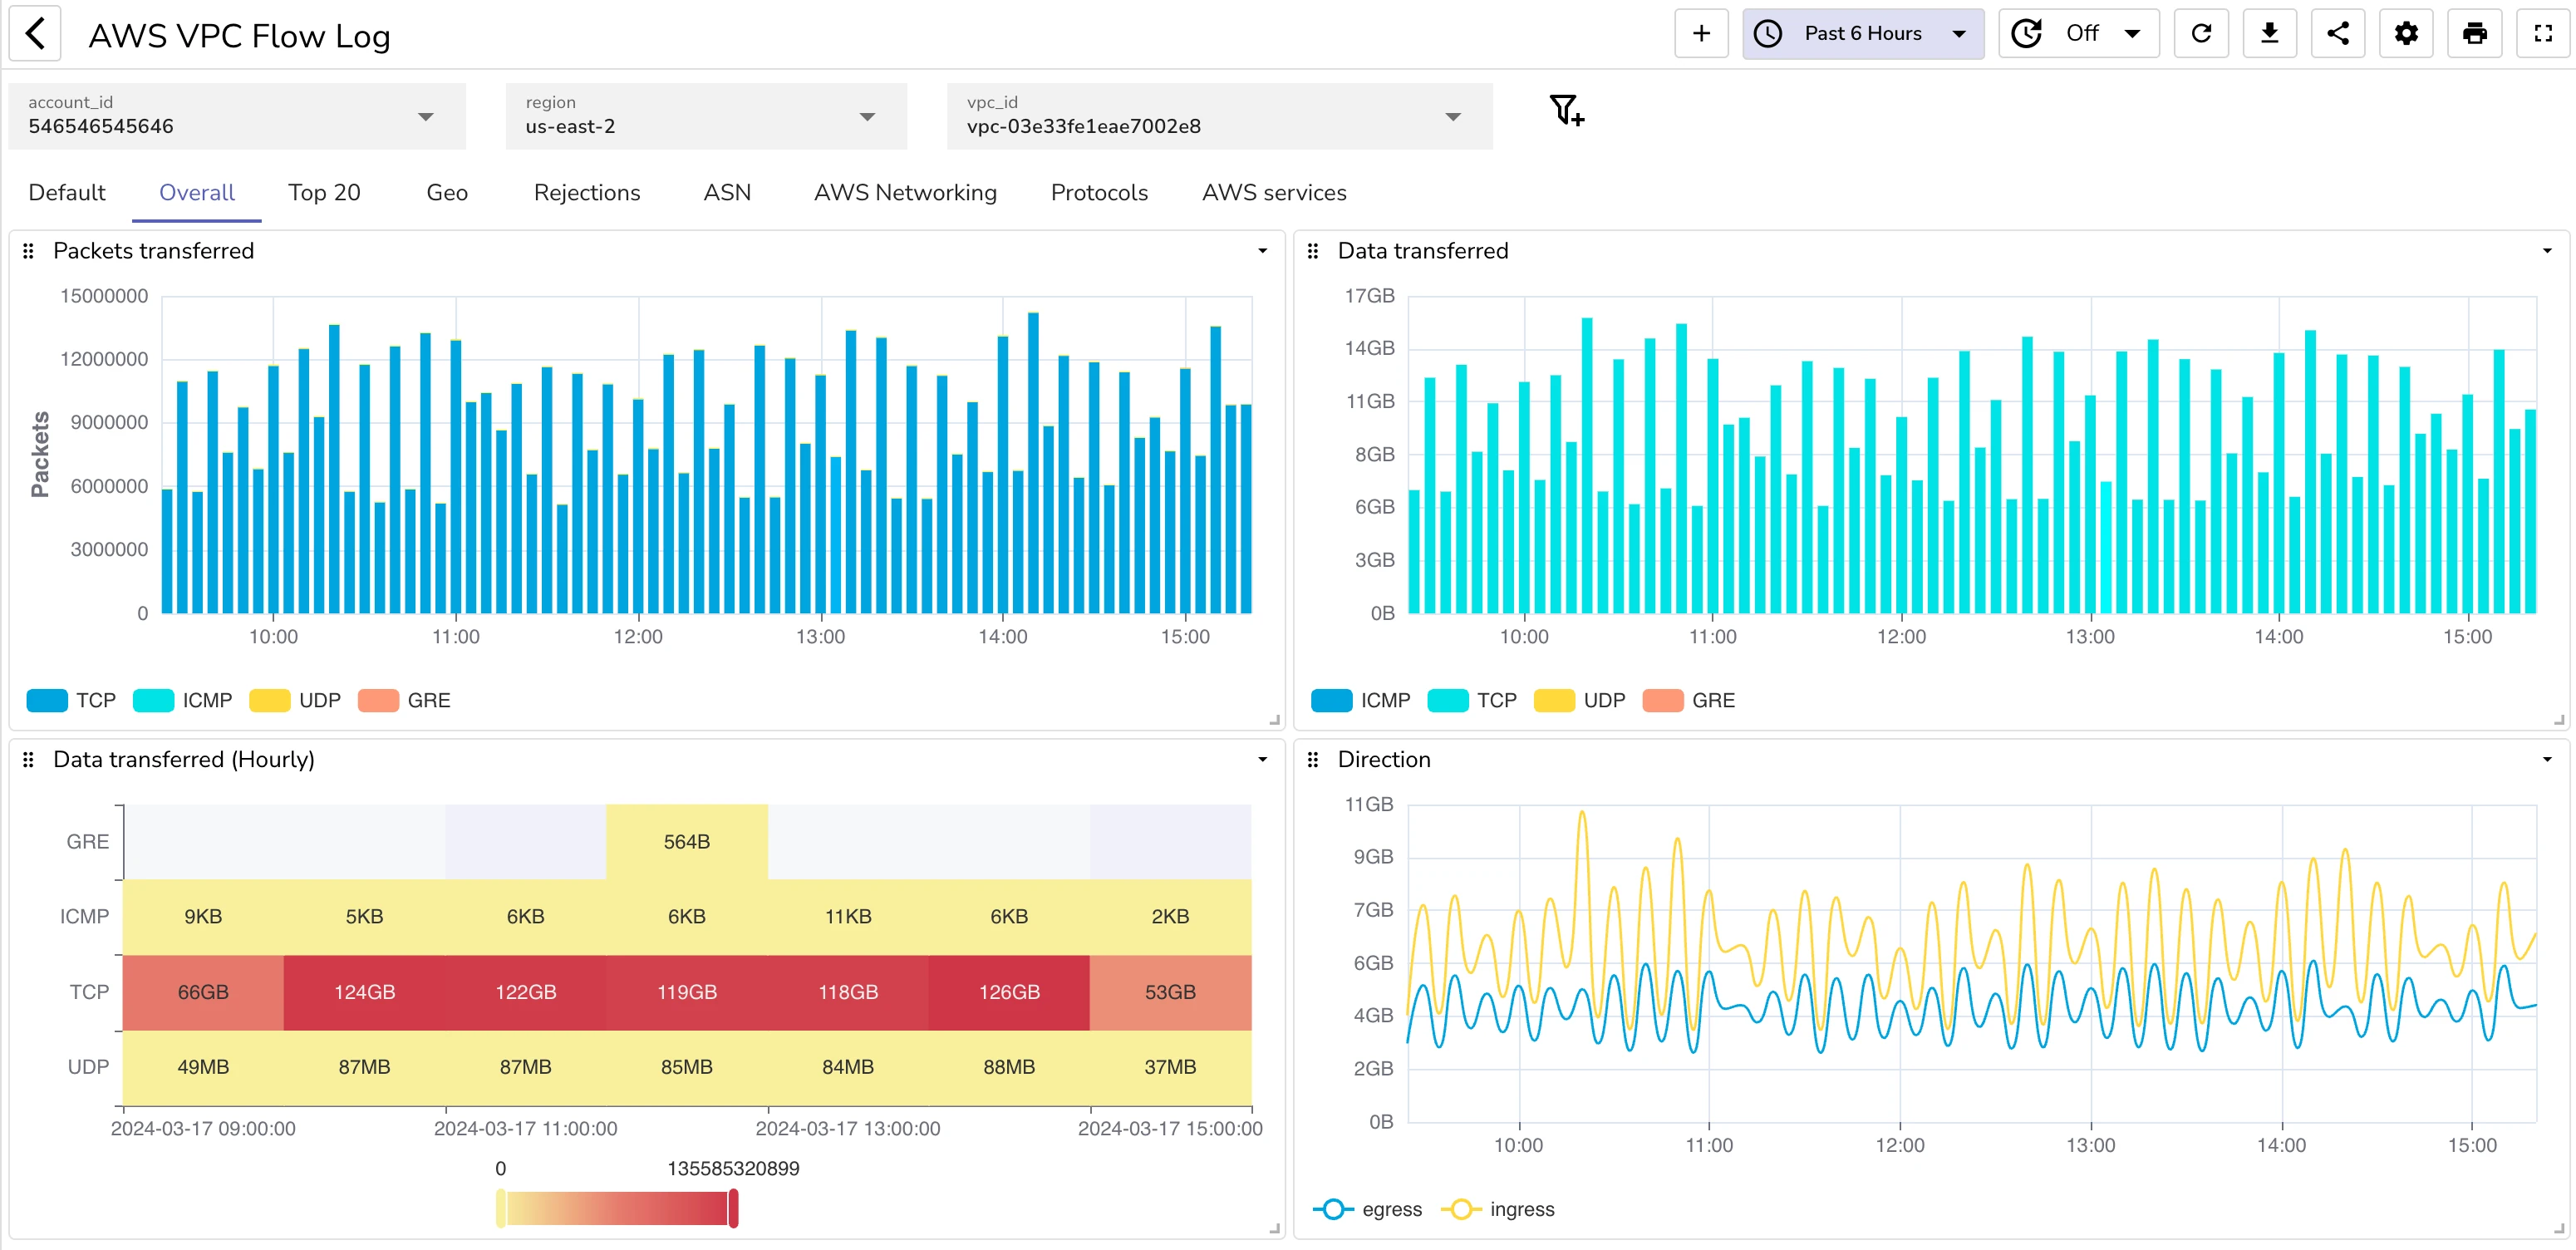 AWS VPC Flow Log
Past 6 Hours
Off
account_id
546546545646
region
us-east-2
vpc_id
vpc-03e33fe1eae7002e8
Default Overall Top 20 Geo Rejections ASN AWS Networking Protocols AWS services
Packets transferred
Packets
15000000
12000000
9000000
6000000
3000000
0
10:00 11:00 12:00 13:00 14:00 15:00
TCP ICMP UDP GRE
Data transferred
17GB
14GB
11GB
8GB
6GB
3GB
0B
10:00 11:00 12:00 13:00 14:00 15:00
ICMP TCP UDP GRE
Data transferred (Hourly)
GRE 564B
ICMP 9KB 5KB 6KB 6KB 11KB 6KB 2KB
TCP 66GB 124GB 122GB 119GB 118GB 126GB 53GB
UDP 49MB 87MB 87MB 85MB 84MB 88MB 37MB
2024-03-17 09:00:00 2024-03-17 11:00:00 2024-03-17 13:00:00 2024-03-17 15:00:00
0 135585320899
Direction
11GB
9GB
7GB
6GB
4GB
2GB
0B
10:00 11:00 12:00 13:00 14:00 15:00
egress ingress